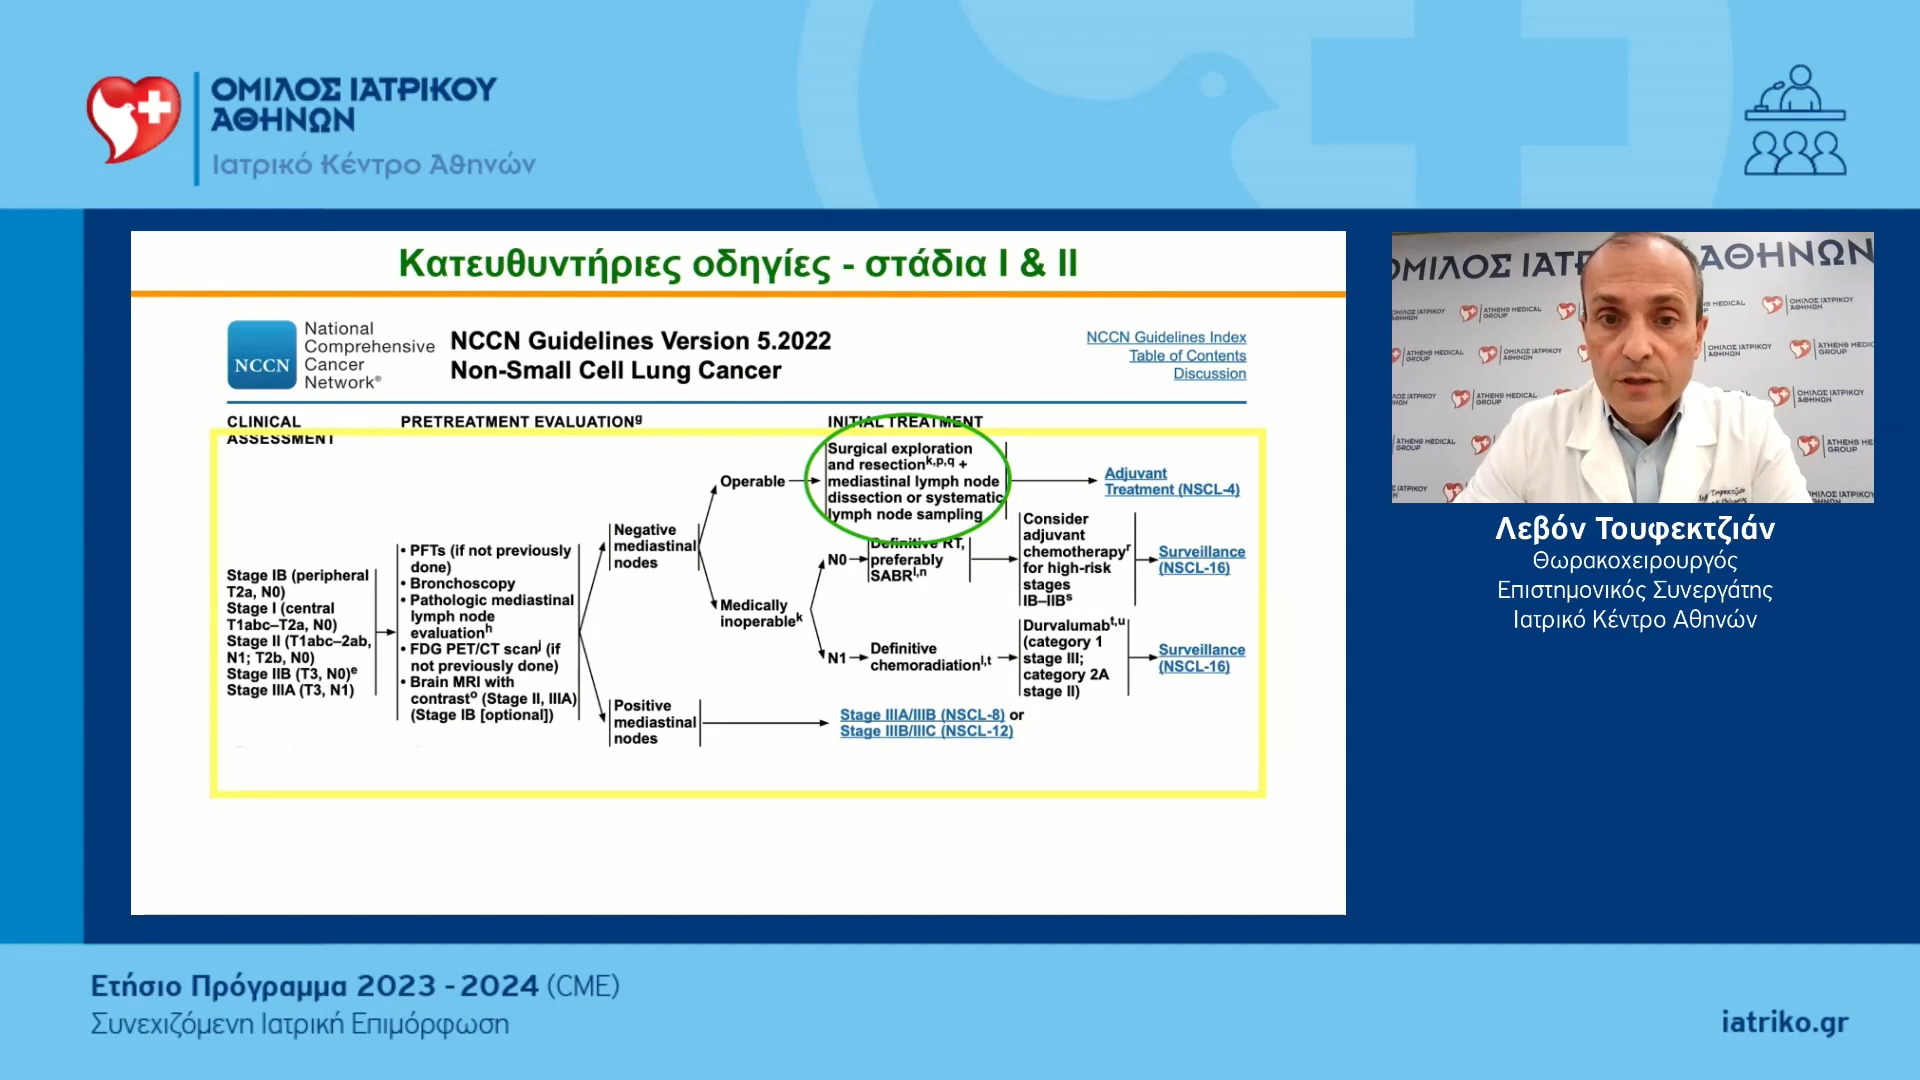 ΟΜΙΛΟΣ ΙΑΤΡΙΚΟΥ
ΑΘΗΝΩΝ
Ιατρικό Κέντρο Αθηνών
Κατευθυντήριες οδηγίες - στάδια I & II
NCCN
National
Comprehensive
Cancer
Network®
NCCN Guidelines Version 5.2022
Non-Small Cell Lung Cancer
NCCN Guidelines Index
Table of Contents
Discussion
CLINICAL
ASSESSMENT
PRETREATMENT EVALUATIONg
INITIAL TREATMENT
Stage IB (peripheral
T2a, N0)
Stage I (central
T1abc–T2a, N0)
Stage II (T1abc–2ab,
N1; T2b, N0)
Stage IIB (T3, N0)e
Stage IIIA (T3, N1)
• PFTs (if not previously
done)
• Bronchoscopy
• Pathologic mediastinal
lymph node
evaluationh
• FDG PET/CT scanj (if
not previously done)
• Brain MRI with
contrasto (Stage II, IIIA)
(Stage IB [optional])
Negative
mediastinal
nodes
Operable
Surgical exploration
and resectionk,p,q +
mediastinal lymph node
dissection or systematic
lymph node sampling
Adjuvant
Treatment (NSCL-4)
Medically
inoperablek
N0
Definitive RT,
preferably
SABRl,n
Consider
adjuvant
chemotherapyr
for high-risk
stages
IB–IIBs
Surveillance
(NSCL-16)
N1
Definitive
chemoradiationl,t
Durvalumabt,u
(category 1
stage III;
category 2A
stage II)
Surveillance
(NSCL-16)
Positive
mediastinal
nodes
Stage IIIA/IIIB (NSCL-8) or
Stage IIIB/IIIC (NSCL-12)
ΑΘΗΝΩΝ
ATHENS MEDICAL
GROUP
ΟΜΙΛΟΣ ΙΑΤΡΙΚΟΥ
ΑΘΗΝΩΝ
Λεβόν Τουφεκτζιάν
Θωρακοχειρουργός
Επιστημονικός Συνεργάτης
Ιατρικό Κέντρο Αθηνών
Ετήσιο Πρόγραμμα 2023 - 2024 (CME)
Συνεχιζόμενη Ιατρική Επιμόρφωση
iatriko.gr